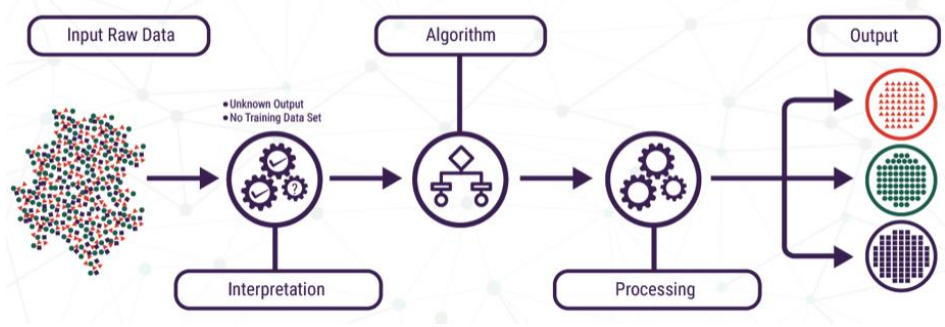 Input Raw Data
Algorithm
Output
• Unknown Output
• No Training Data Set
?
Interpretation
Processing